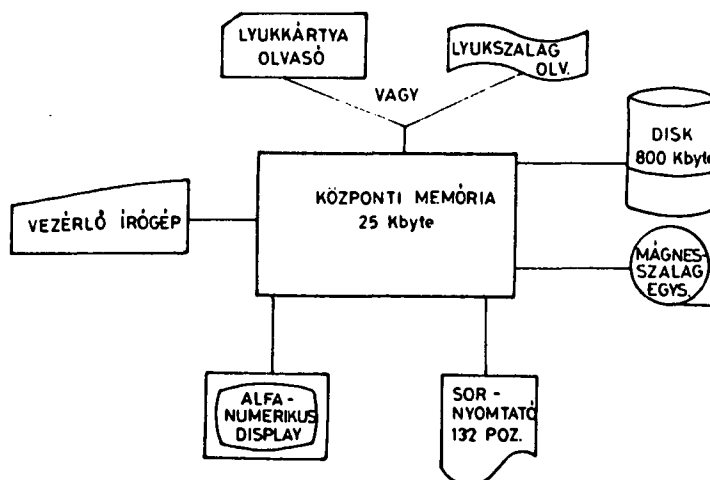 LYUKKÁRTYA
OLVASÓ
LYUKSZALAG
OLV.
VAGY
DISK
800 Kbyte
KÖZPONTI MEMÓRIA
25 Kbyte
VEZÉRLŐ ÍRÓGÉP
MÁGNES-
SZALAG
EGYS.
ALFA-
NUMERIKUS
DISPLAY
SOR-
NYOMTATÓ
132 POZ.